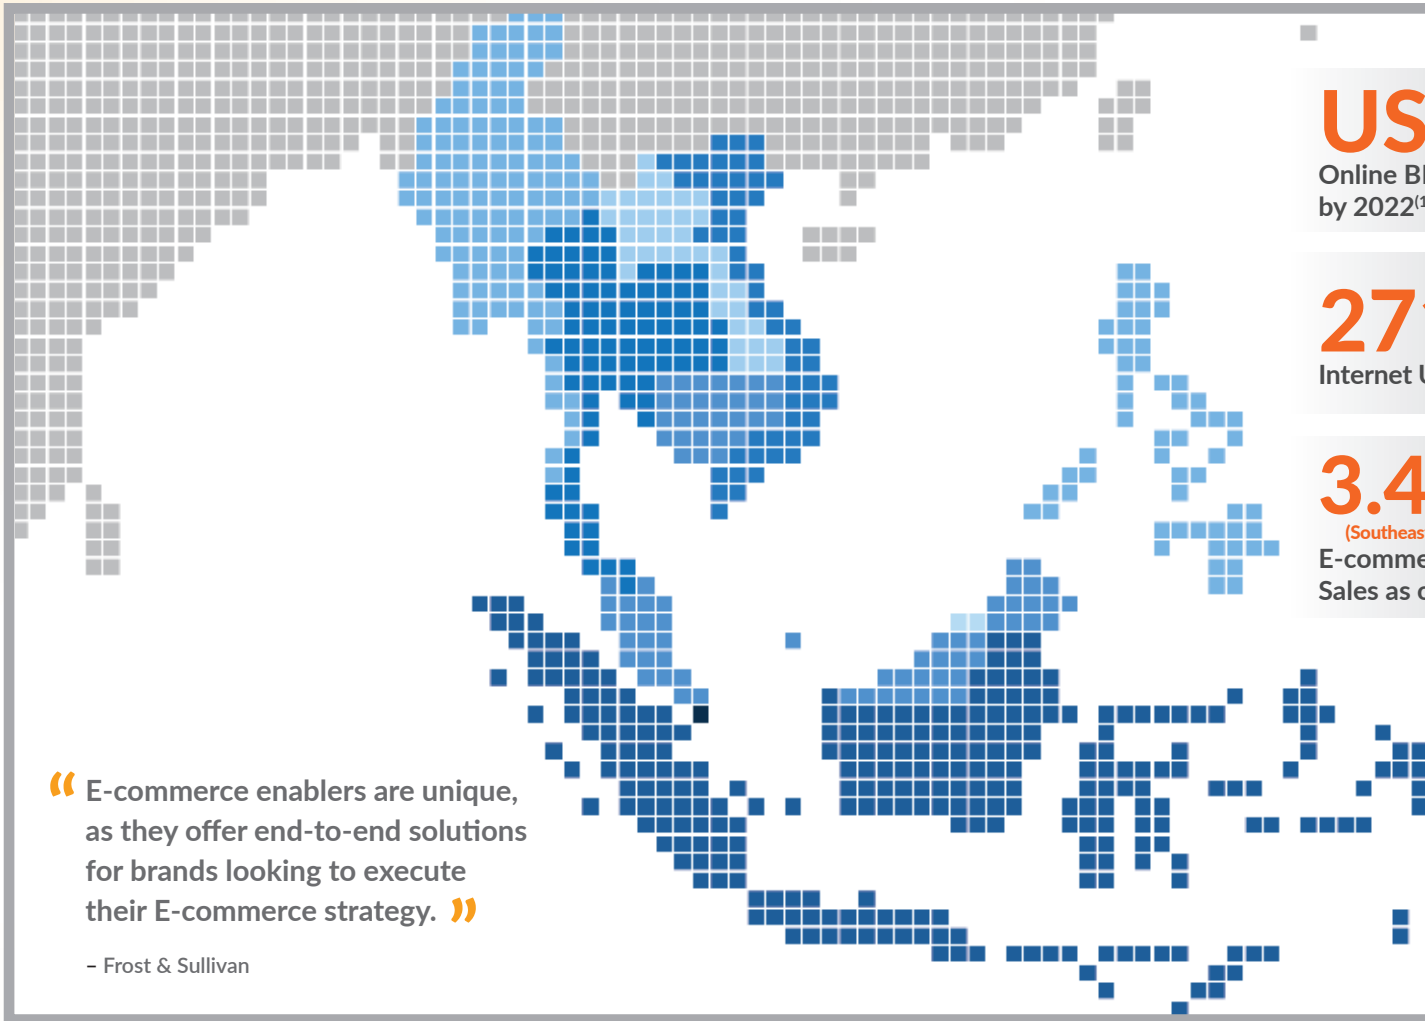 US
Online
by 2022(1
27
Internet
3.4
(Southeas
E-comme
Sales as
“ E-commerce enablers are unique,
as they offer end-to-end solutions
for brands looking to execute
their E-commerce strategy. ”
– Frost & Sullivan